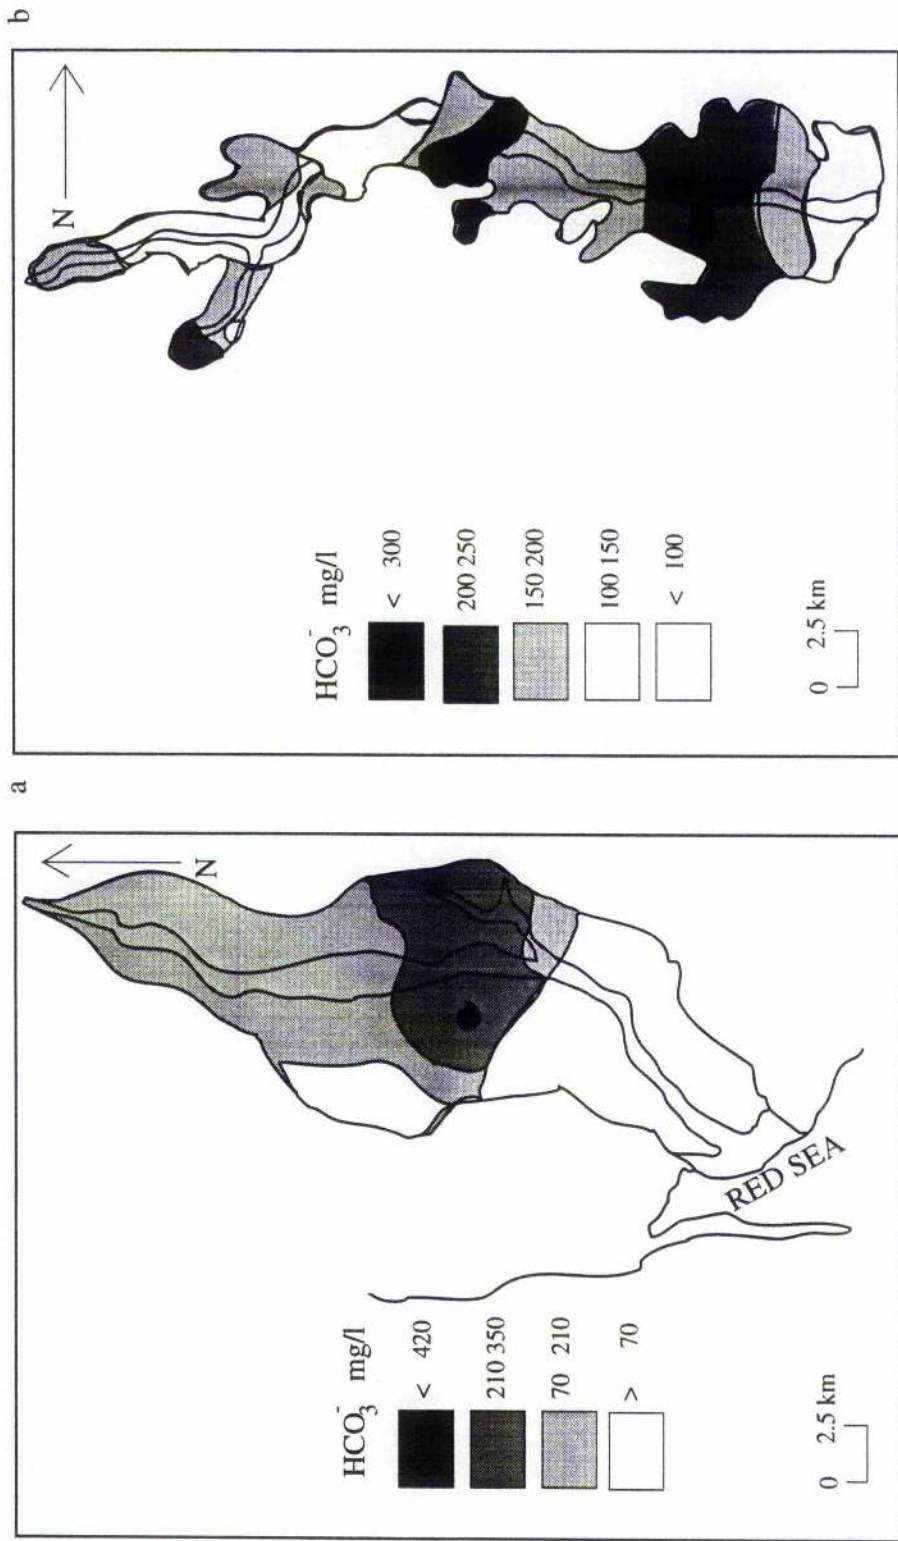 b
N
HCO₃⁻ mg/l
< 300
200 250
150 200
100 150
< 100
0 2.5 km
a
N
RED SEA
HCO₃⁻ mg/l
< 420
210 350
70 210
> 70
0 2.5 km